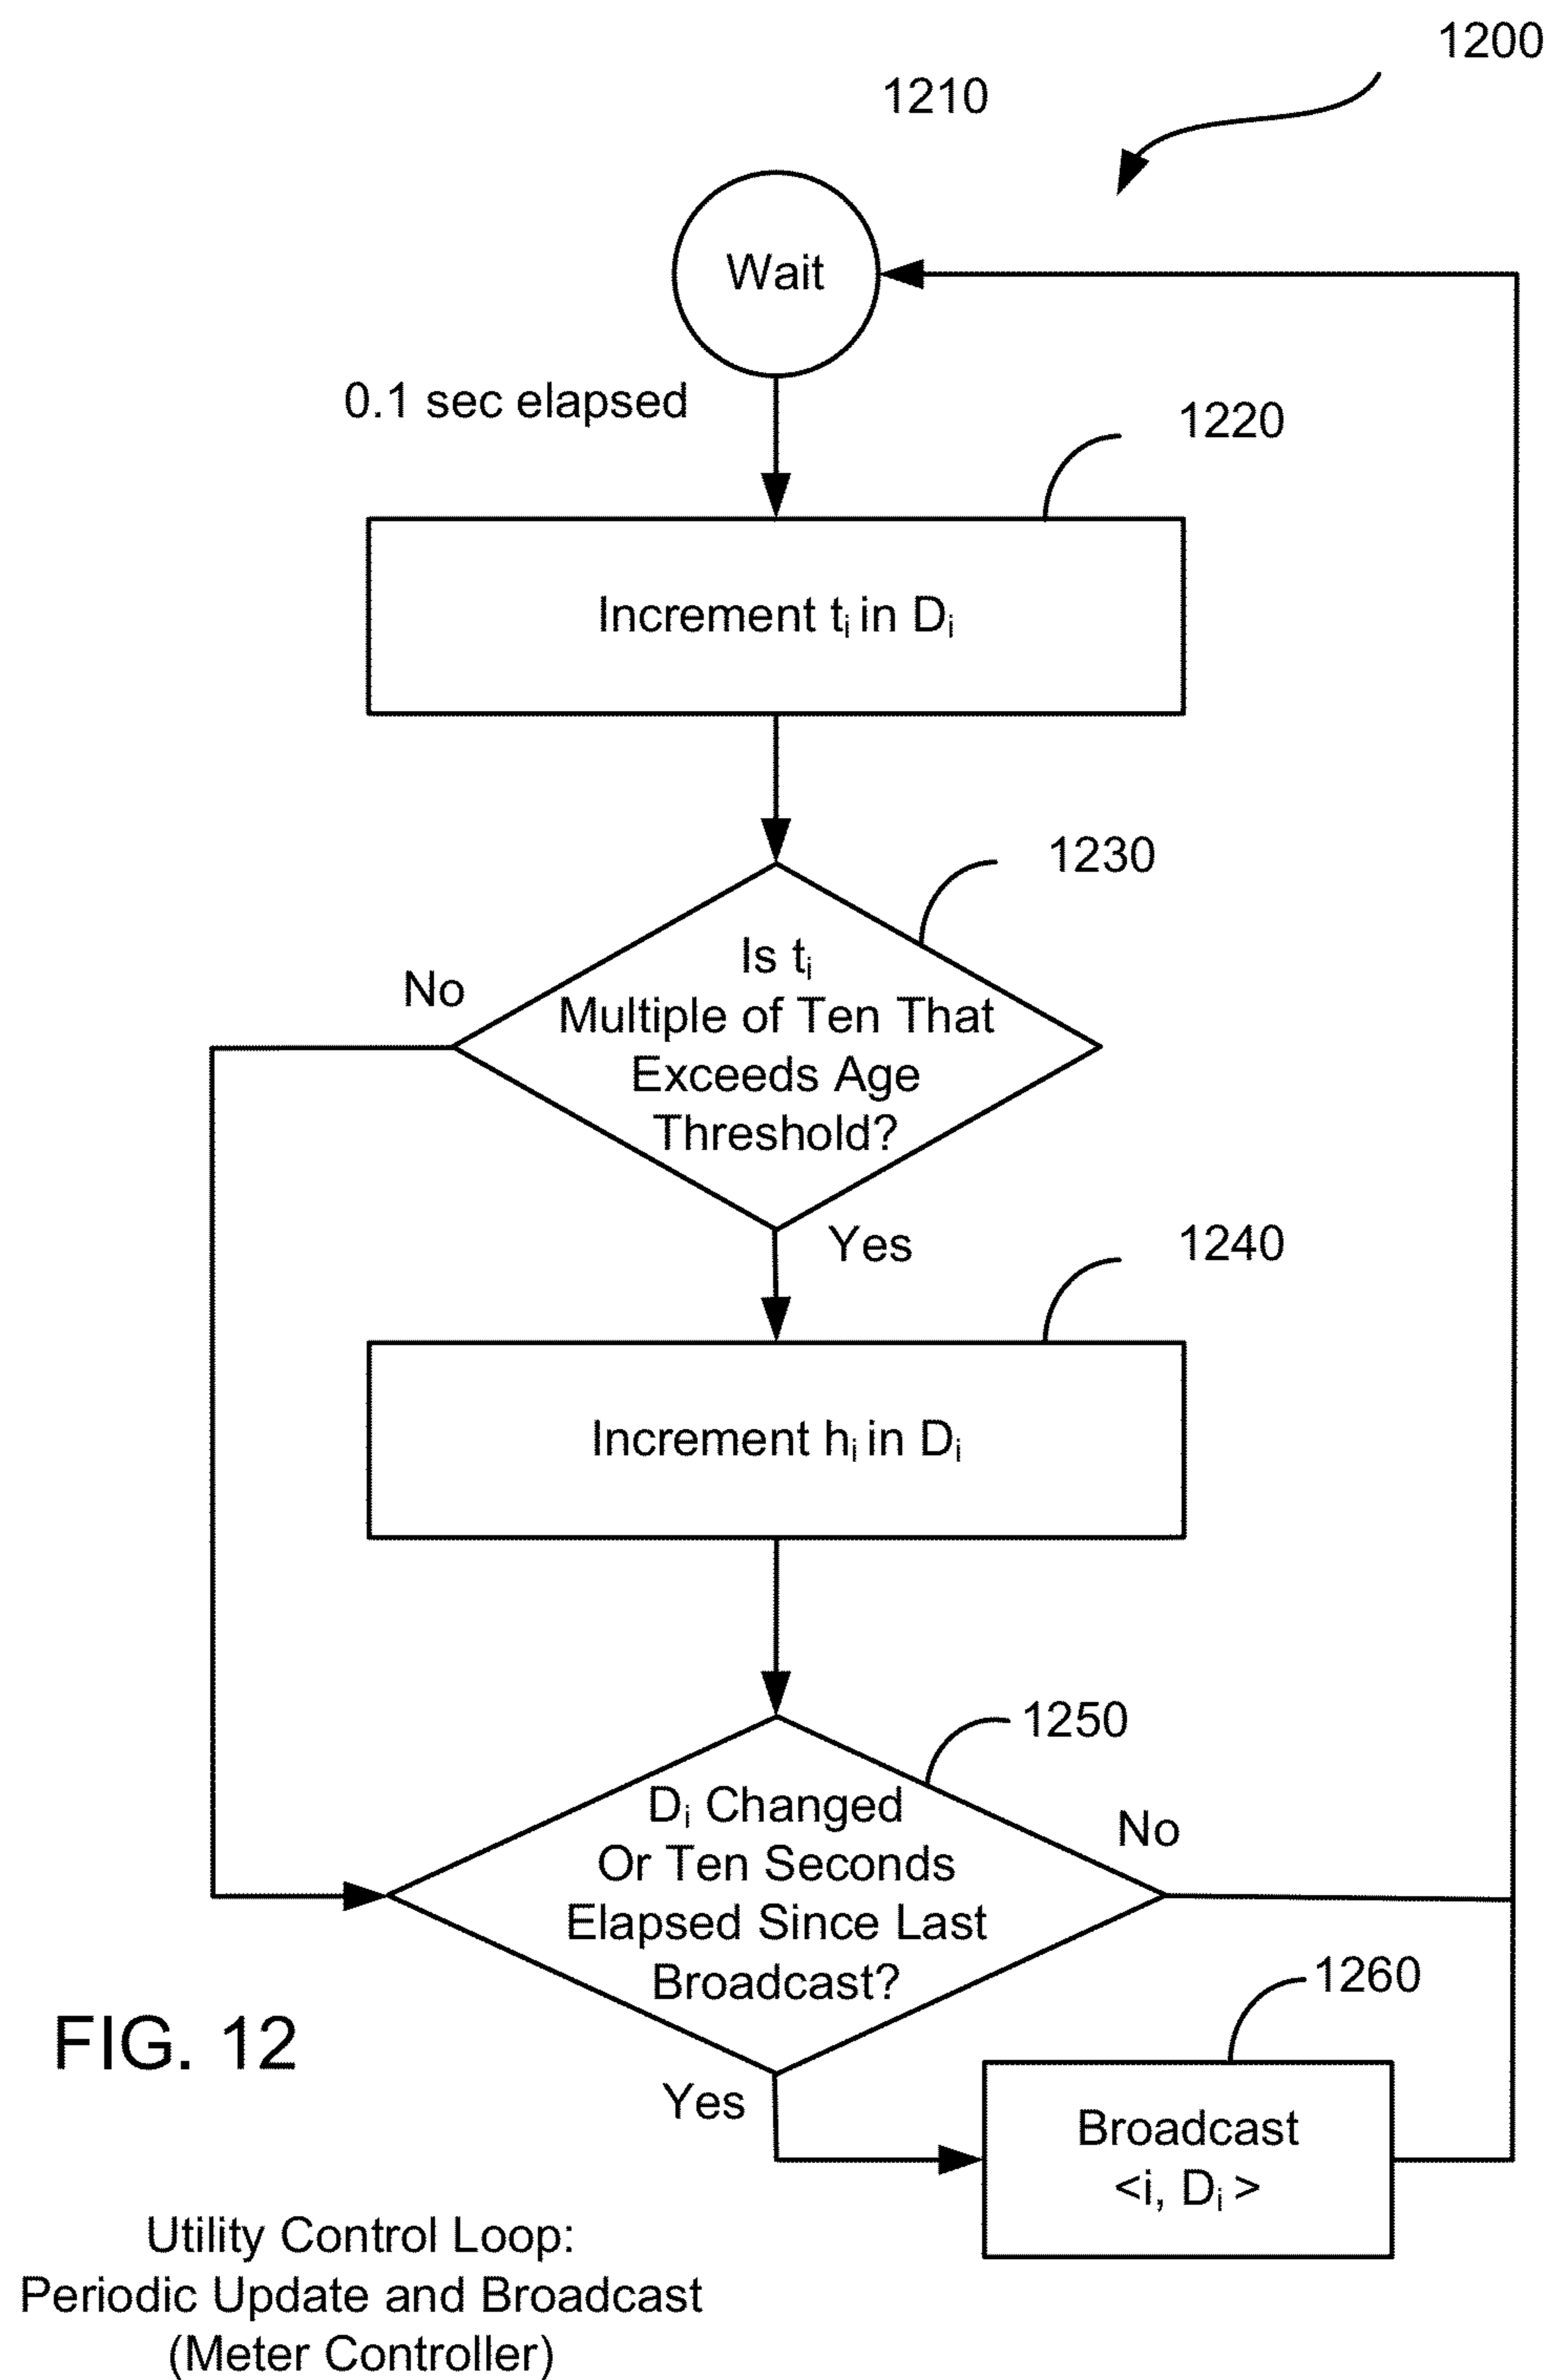 1200
1210
Wait
0.1 sec elapsed
1220
Increment tᵢ in Dᵢ
1230
Is tᵢ
Multiple of Ten That
Exceeds Age
Threshold?
No
Yes
1240
Increment hᵢ in Dᵢ
1250
Dᵢ Changed
Or Ten Seconds
Elapsed Since Last
Broadcast?
No
Yes
1260
Broadcast
<i, Dᵢ >
FIG. 12
Utility Control Loop:
Periodic Update and Broadcast
(Meter Controller)